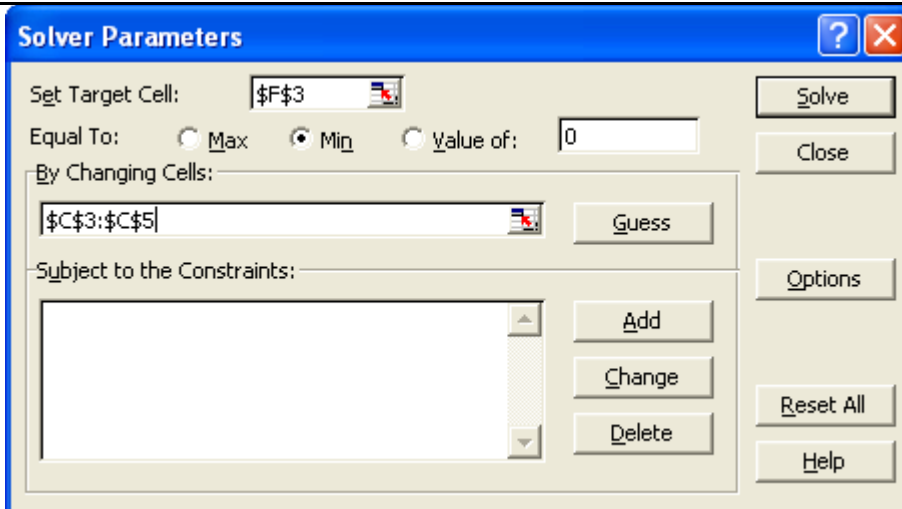 Solver Parameters
?
Set Target Cell: $F$3
Solve
Equal To: Max Min Value of: 0
Close
By Changing Cells:
$C$3:$C$5
Guess
Subject to the Constraints:
Options
Add
Change
Reset All
Delete
Help